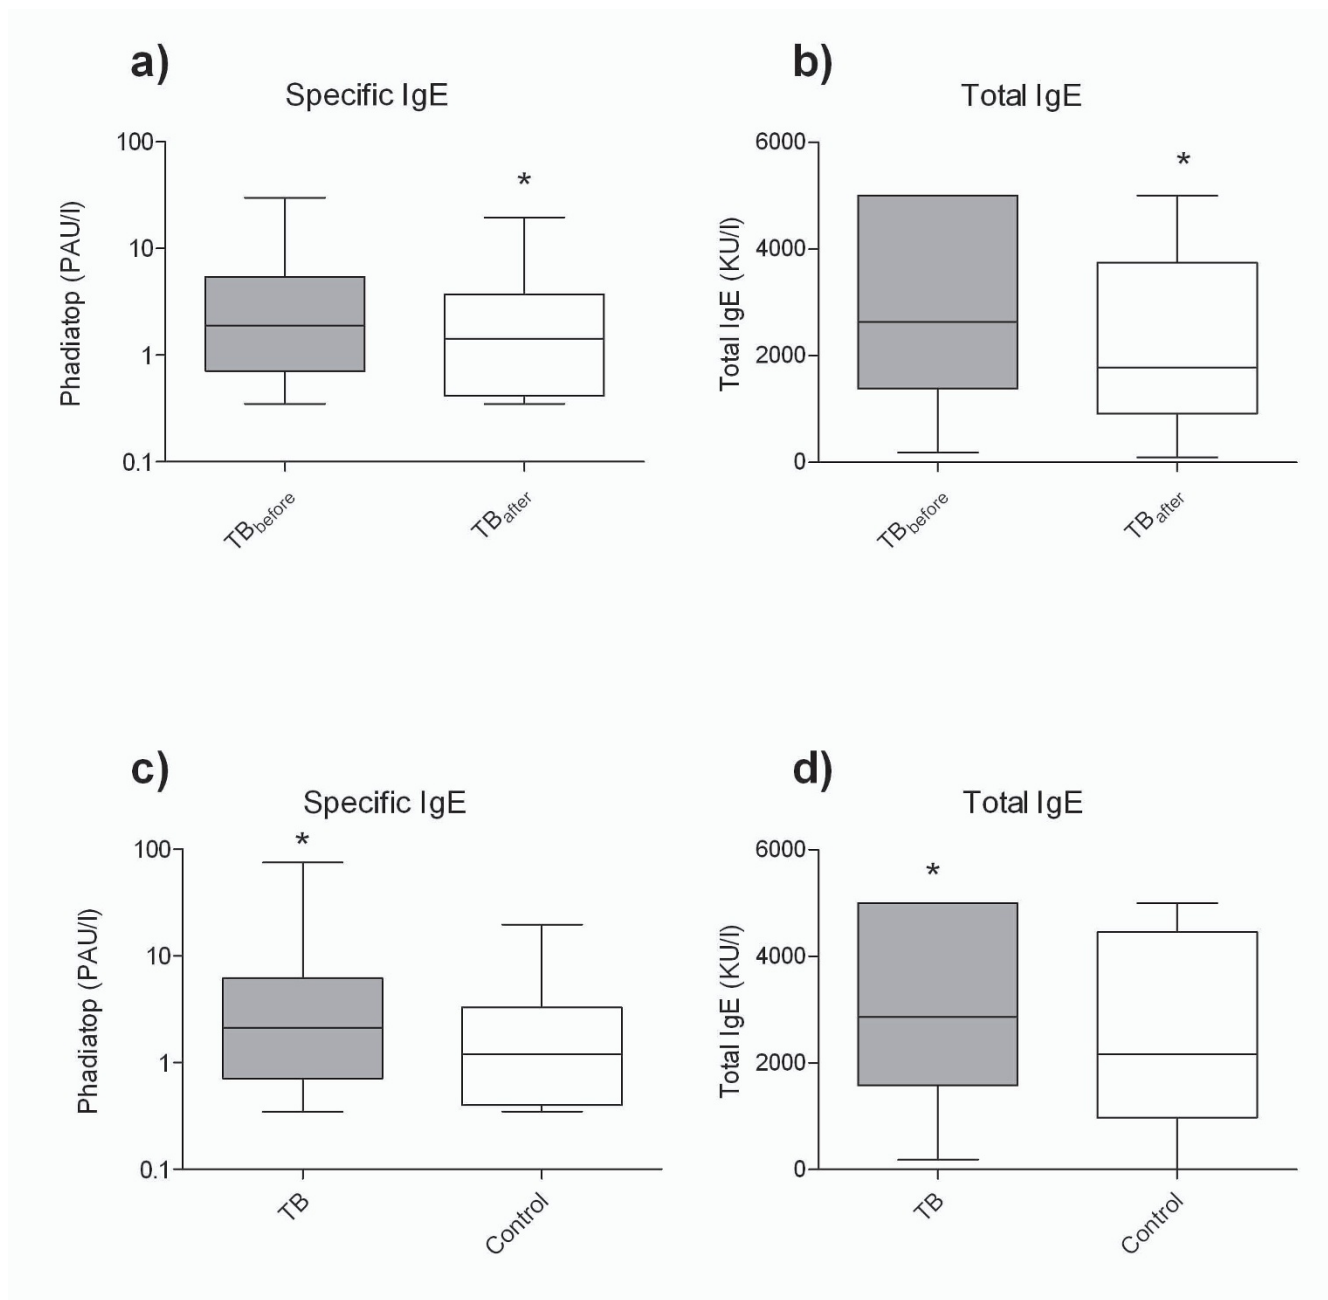 a)
Specific IgE
Phadiatop (PAU/l)
100
10
1
0.1
TBbefore
TBafter
*
b)
Total IgE
Total IgE (KU/l)
6000
4000
2000
0
TBbefore
TBafter
*
c)
Specific IgE
Phadiatop (PAU/l)
100
10
1
0.1
TB
Control
*
d)
Total IgE
Total IgE (KU/l)
6000
4000
2000
0
TB
Control
*